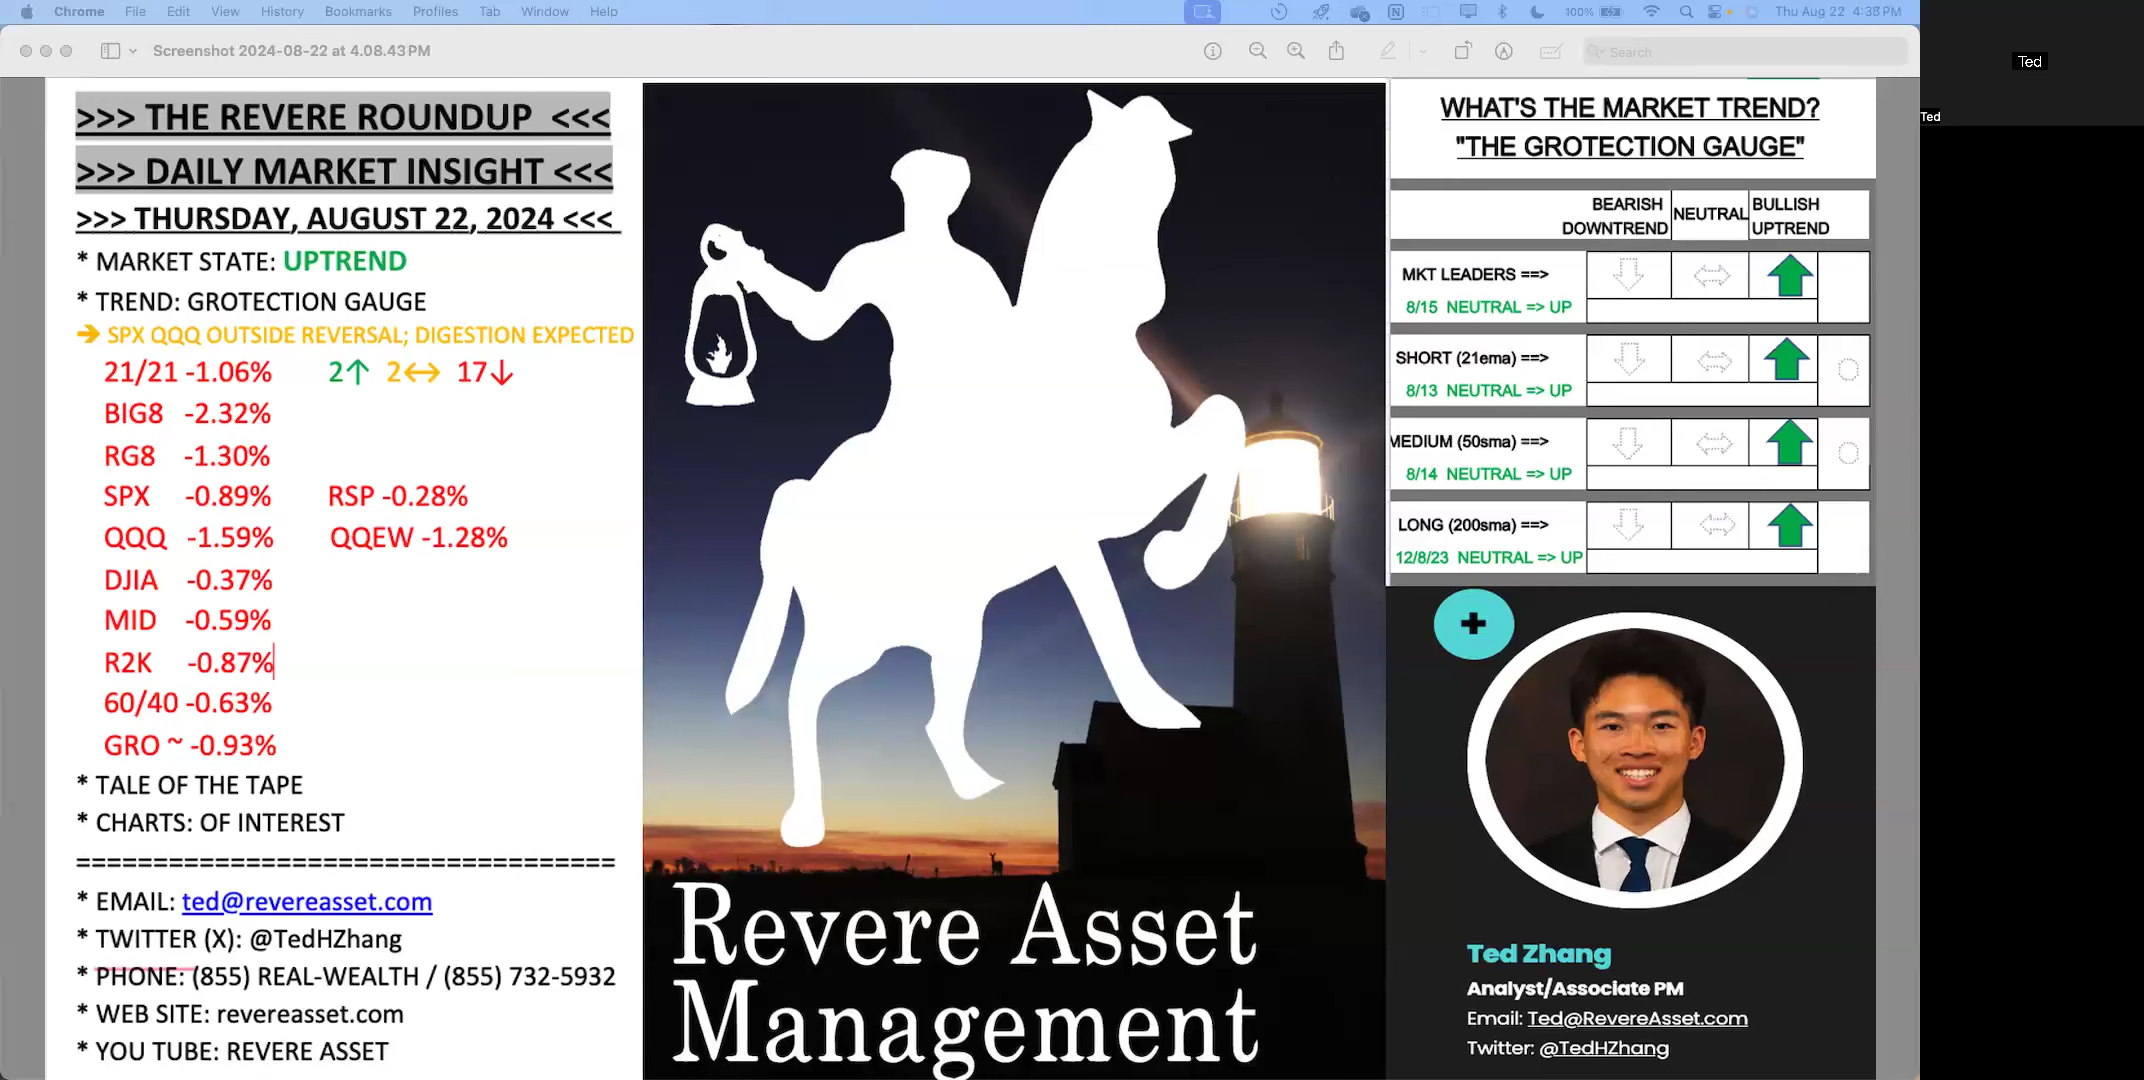 Chrome File Edit View History Bookmarks Profiles Tab Window Help
100% Thu Aug 22 4:38 PM
Screenshot 2024-08-22 at 4.08.43 PM
Search
Ted
Ted
>>> THE REVERE ROUNDUP <<<
>>> DAILY MARKET INSIGHT <<<
>>> THURSDAY, AUGUST 22, 2024 <<<
* MARKET STATE: UPTREND
* TREND: GROTECTION GAUGE
➔ SPX QQQ OUTSIDE REVERSAL; DIGESTION EXPECTED
21/21 -1.06% 2↑ 2↔ 17↓
BIG8 -2.32%
RG8 -1.30%
SPX -0.89% RSP -0.28%
QQQ -1.59% QQEW -1.28%
DJIA -0.37%
MID -0.59%
R2K -0.87%
60/40 -0.63%
GRO ~ -0.93%
* TALE OF THE TAPE
* CHARTS: OF INTEREST
===================================
* EMAIL: ted@revereasset.com
* TWITTER (X): @TedHZhang
* PHONE: (855) REAL-WEALTH / (855) 732-5932
* WEB SITE: revereasset.com
* YOU TUBE: REVERE ASSET
Revere Asset
Management
WHAT'S THE MARKET TREND?
"THE GROTECTION GAUGE"
BEARISH DOWNTREND NEUTRAL BULLISH UPTREND
MKT LEADERS ==>
8/15 NEUTRAL => UP
SHORT (21ema) ==>
8/13 NEUTRAL => UP
MEDIUM (50sma) ==>
8/14 NEUTRAL => UP
LONG (200sma) ==>
12/8/23 NEUTRAL => UP
Ted Zhang
Analyst/Associate PM
Email: Ted@RevereAsset.com
Twitter: @TedHZhang